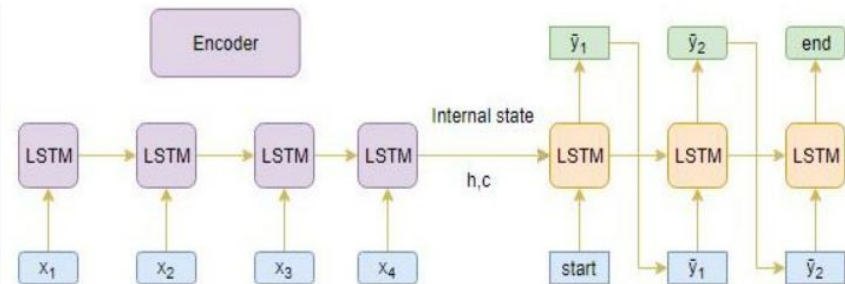 Encoder
ȳ₁
ȳ₂
end
Internal state
LSTM
LSTM
LSTM
LSTM
LSTM
LSTM
LSTM
h,c
x₁
x₂
x₃
x₄
start
ȳ₁
ȳ₂